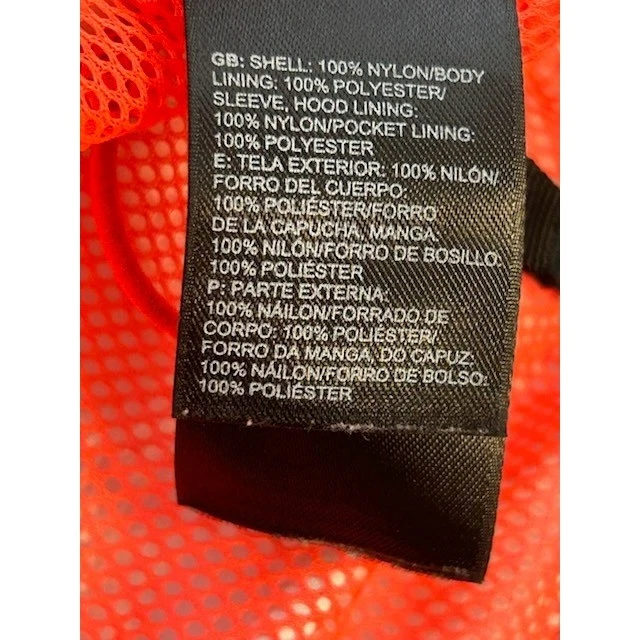 GB: SHELL: 100% NYLON/BODY
LINING: 100% POLYESTER/
SLEEVE, HOOD LINING:
100% NYLON/POCKET LINING:
100% POLYESTER
E: TELA EXTERIOR: 100% NILÓN/
FORRO DEL CUERPO:
100% POLIÉSTER/FORRO
DE LA CAPUCHA, MANGA:
100% NILÓN/FORRO DE BOSILLO:
100% POLIÉSTER
P: PARTE EXTERNA:
100% NÁILON/FORRADO DE
CORPO: 100% POLIÉSTER/
FORRO DA MANGA, DO CAPUZ:
100% NÁILON/FORRO DE BOLSO:
100% POLIÉSTER